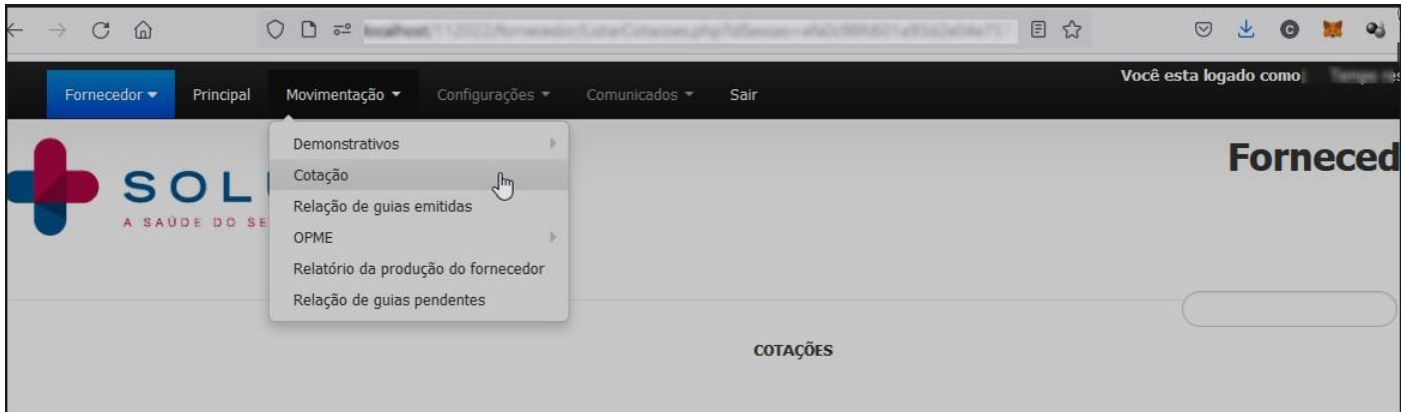 Você esta logado como
Fornecedor Principal Movimentação Configurações Comunicados Sair
Demonstrativos
Cotação
Relação de guias emitidas
OPME
Relatório da produção do fornecedor
Relação de guias pendentes
SOL
A SAÚDE DO SE
Forneced
COTAÇÕES